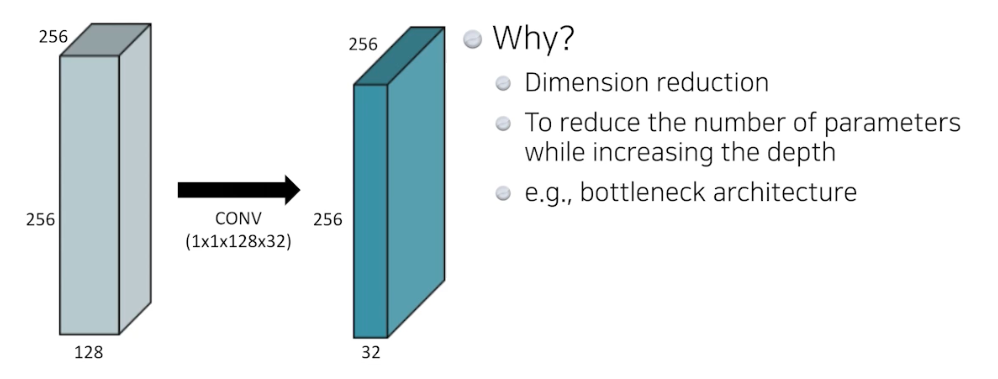 256
256
128
CONV
(1x1x128x32)
256
256
32
Why?
Dimension reduction
To reduce the number of parameters
while increasing the depth
e.g., bottleneck architecture